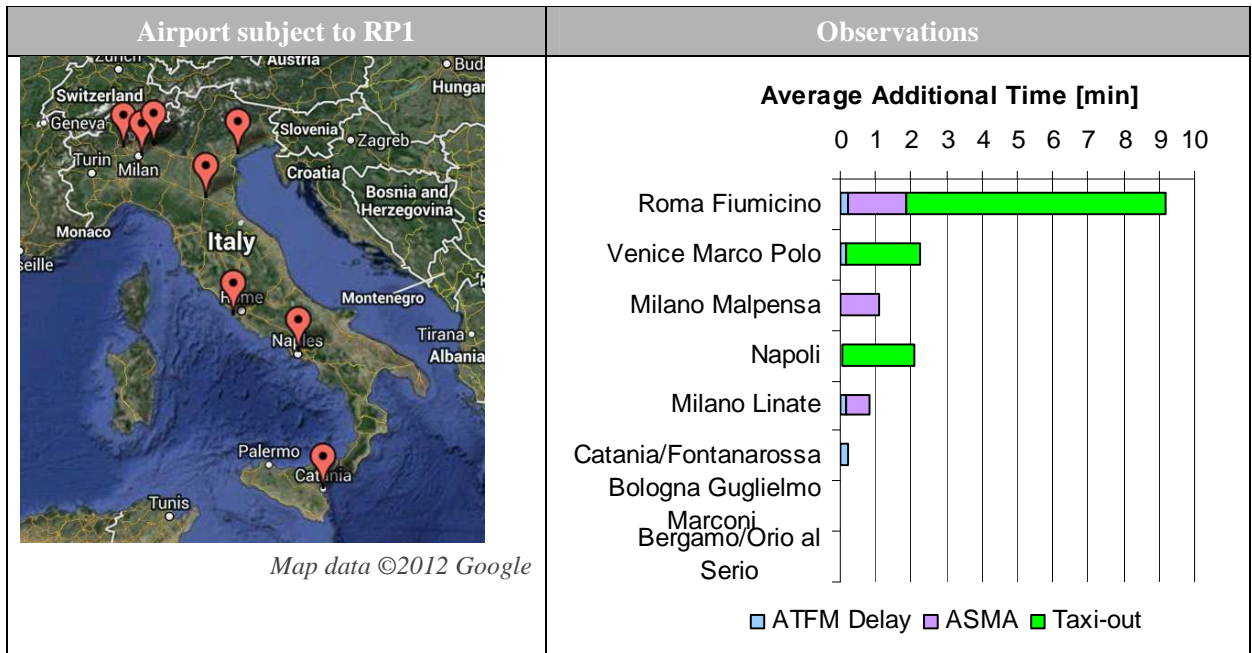 Airport subject to RP1
Observations
Austria
Switzerland
Hungar
Geneva
Slovenia
Zagreb
Turin
Milan
Croatia
Bosnia and
Herzegovina
Monaco
Italy
seille
Rome
Montenegro
Naples
Tirana
Albania
Palermo
Catania
Tunis
Map data ©2012 Google
Average Additional Time [min]
0 1 2 3 4 5 6 7 8 9 10
Roma Fiumicino
Venice Marco Polo
Milano Malpensa
Napoli
Milano Linate
Catania/Fontanarossa
Bologna Guglielmo
Marconi
Bergamo/Orio al
Serio
ATFM Delay ASMA Taxi-out